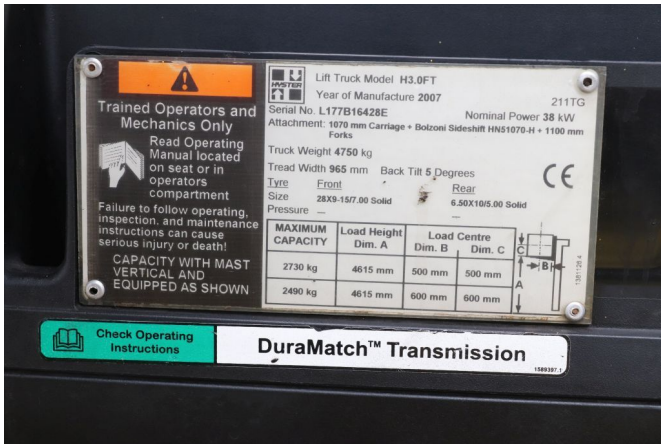 Trained Operators and
Mechanics Only
Read Operating
Manual located
on seat or in
operators
compartment
Failure to follow operating,
inspection, and maintenance
instructions can cause
serious injury or death!
CAPACITY WITH MAST
VERTICAL AND
EQUIPPED AS SHOWN
HYSTER
Lift Truck Model H3.0FT
Year of Manufacture 2007
211TG
Serial No. L177B16428E
Nominal Power 38 kW
Attachment: 1070 mm Carriage + Bolzoni Sideshift HN51070-H + 1100 mm
Forks
Truck Weight 4750 kg
Tread Width 965 mm Back Tilt 5 Degrees
CE
Tyre Front Rear
Size 28X9-15/7.00 Solid 6.50X10/5.00 Solid
Pressure — —
MAXIMUM CAPACITY Load Height Dim. A Load Centre Dim. B Dim. C
2730 kg 4615 mm 500 mm 500 mm
2490 kg 4615 mm 600 mm 600 mm
C
B
A
Check Operating
Instructions
DuraMatch™ Transmission
1589397.1